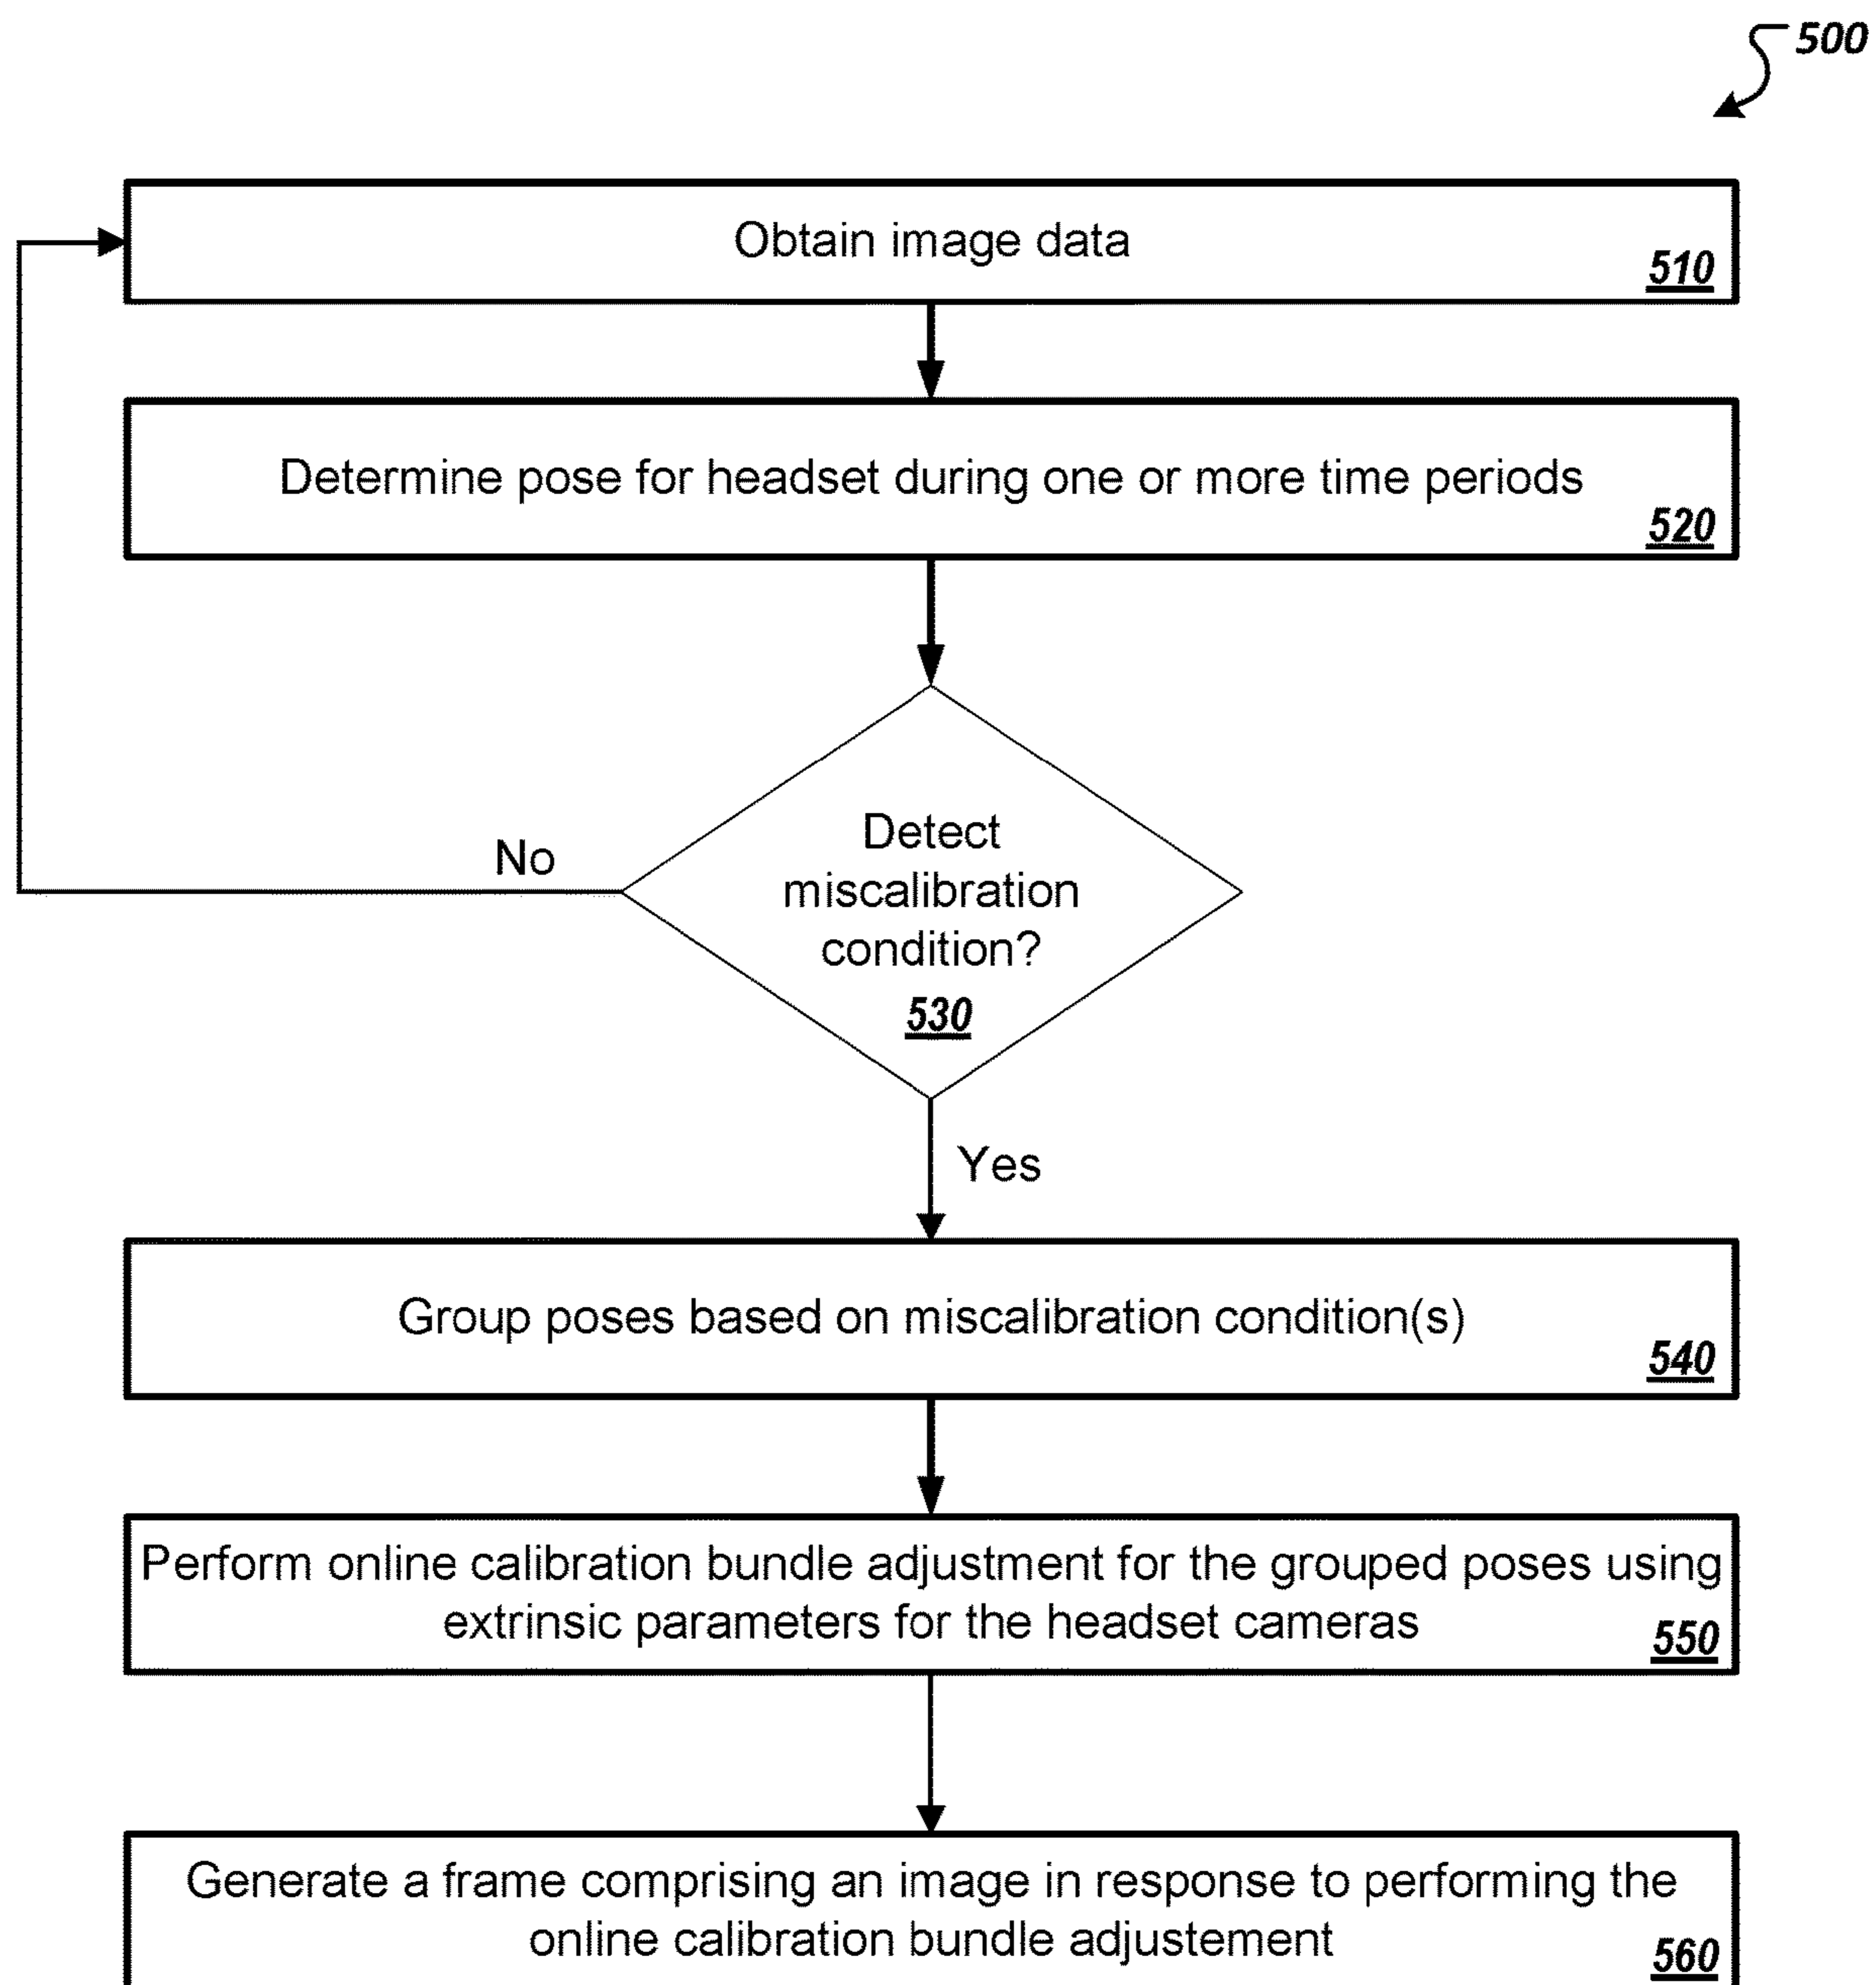 500
Obtain image data
510
Determine pose for headset during one or more time periods
520
Detect
miscalibration
condition?
530
No
Yes
Group poses based on miscalibration condition(s)
540
Perform online calibration bundle adjustment for the grouped poses using
extrinsic parameters for the headset cameras
550
Generate a frame comprising an image in response to performing the
online calibration bundle adjustement
560